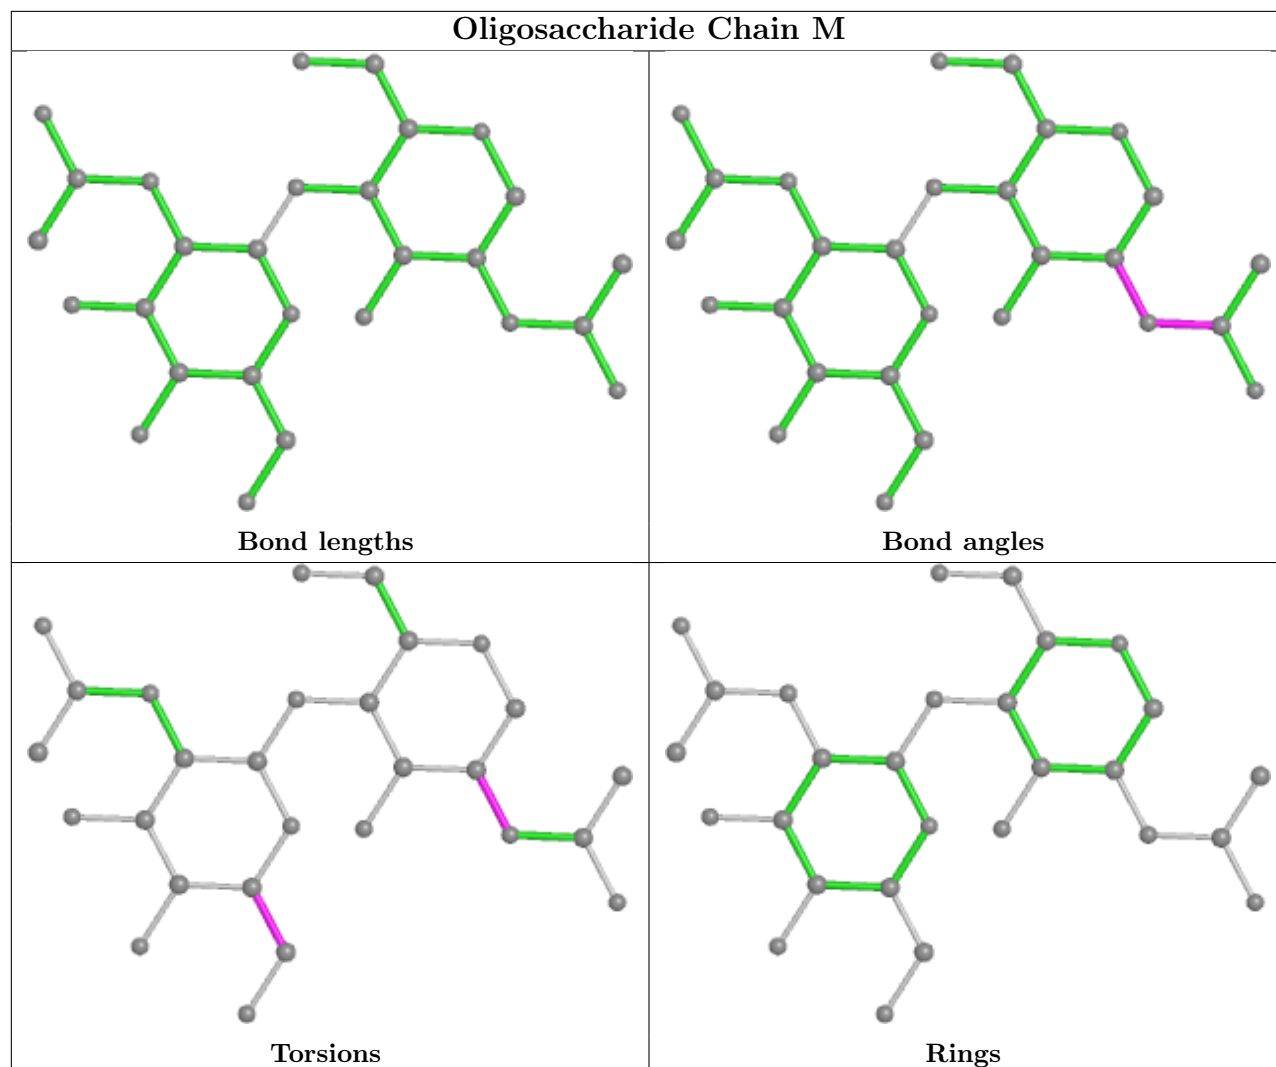 Oligosaccharide Chain M
Bond lengths
Bond angles
Torsions
Rings